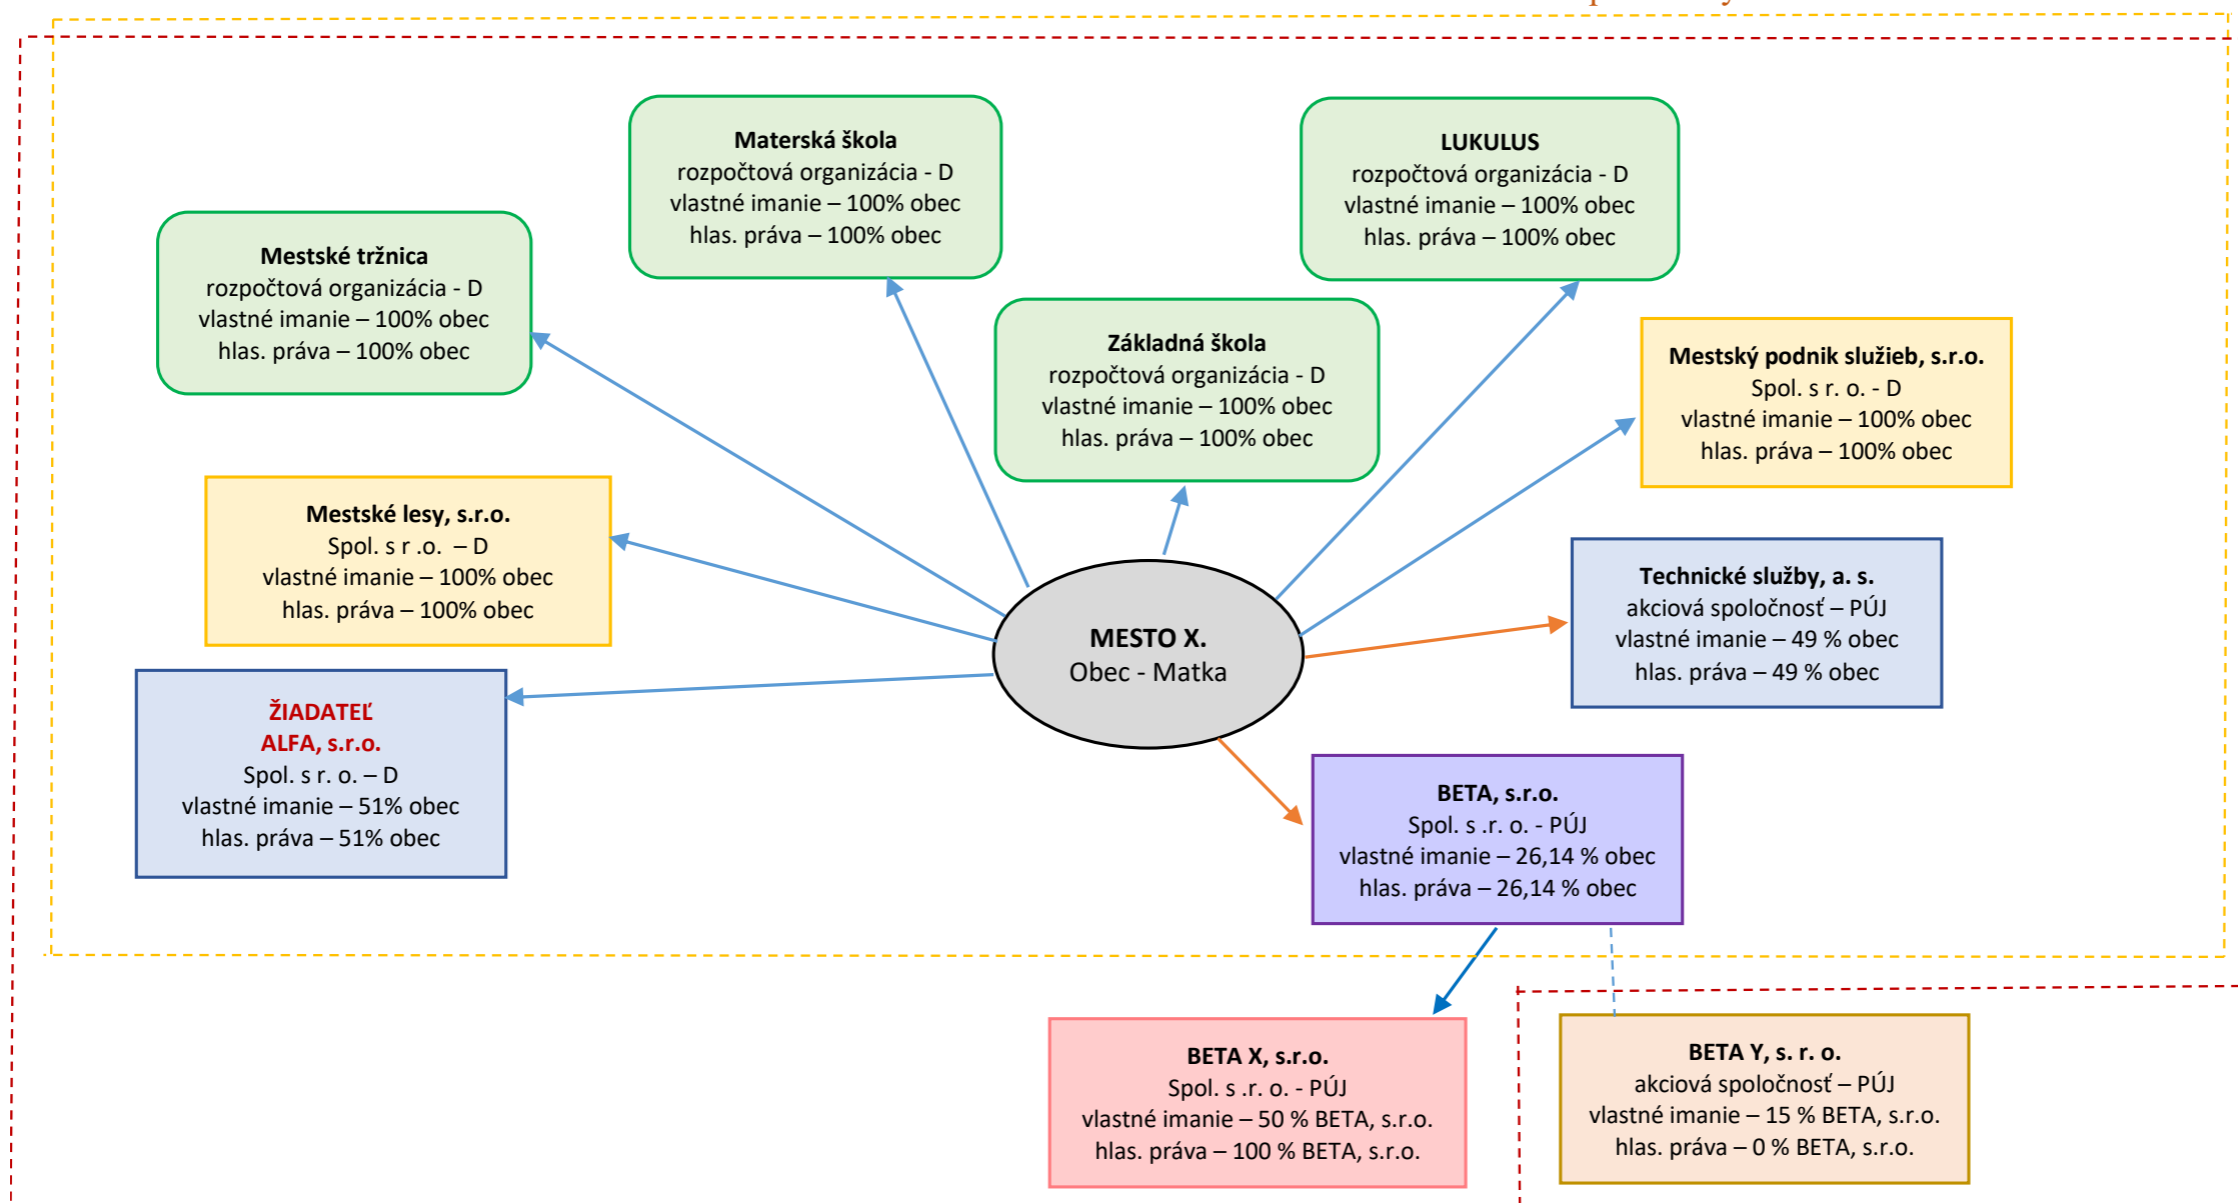 Materská škola
rozpočtová organizácia - D
vlastné imanie – 100% obec
hlas. práva – 100% obec
LUKULUS
rozpočtová organizácia - D
vlastné imanie – 100% obec
hlas. práva – 100% obec
Mestské tržnica
rozpočtová organizácia - D
vlastné imanie – 100% obec
hlas. práva – 100% obec
Základná škola
rozpočtová organizácia - D
vlastné imanie – 100% obec
hlas. práva – 100% obec
Mestský podnik služieb, s.r.o.
Spol. s r. o. - D
vlastné imanie – 100% obec
hlas. práva – 100% obec
Mestské lesy, s.r.o.
Spol. s r .o. – D
vlastné imanie – 100% obec
hlas. práva – 100% obec
Technické služby, a. s.
akciová spoločnosť – PÚJ
vlastné imanie – 49 % obec
hlas. práva – 49 % obec
MESTO X.
Obec - Matka
ŽIADATEĽ
ALFA, s.r.o.
Spol. s r. o. – D
vlastné imanie – 51% obec
hlas. práva – 51% obec
BETA, s.r.o.
Spol. s .r. o. - PÚJ
vlastné imanie – 26,14 % obec
hlas. práva – 26,14 % obec
BETA X, s.r.o.
Spol. s .r. o. - PÚJ
vlastné imanie – 50 % BETA, s.r.o.
hlas. práva – 100 % BETA, s.r.o.
BETA Y, s. r. o.
akciová spoločnosť – PÚJ
vlastné imanie – 15 % BETA, s.r.o.
hlas. práva – 0 % BETA, s.r.o.